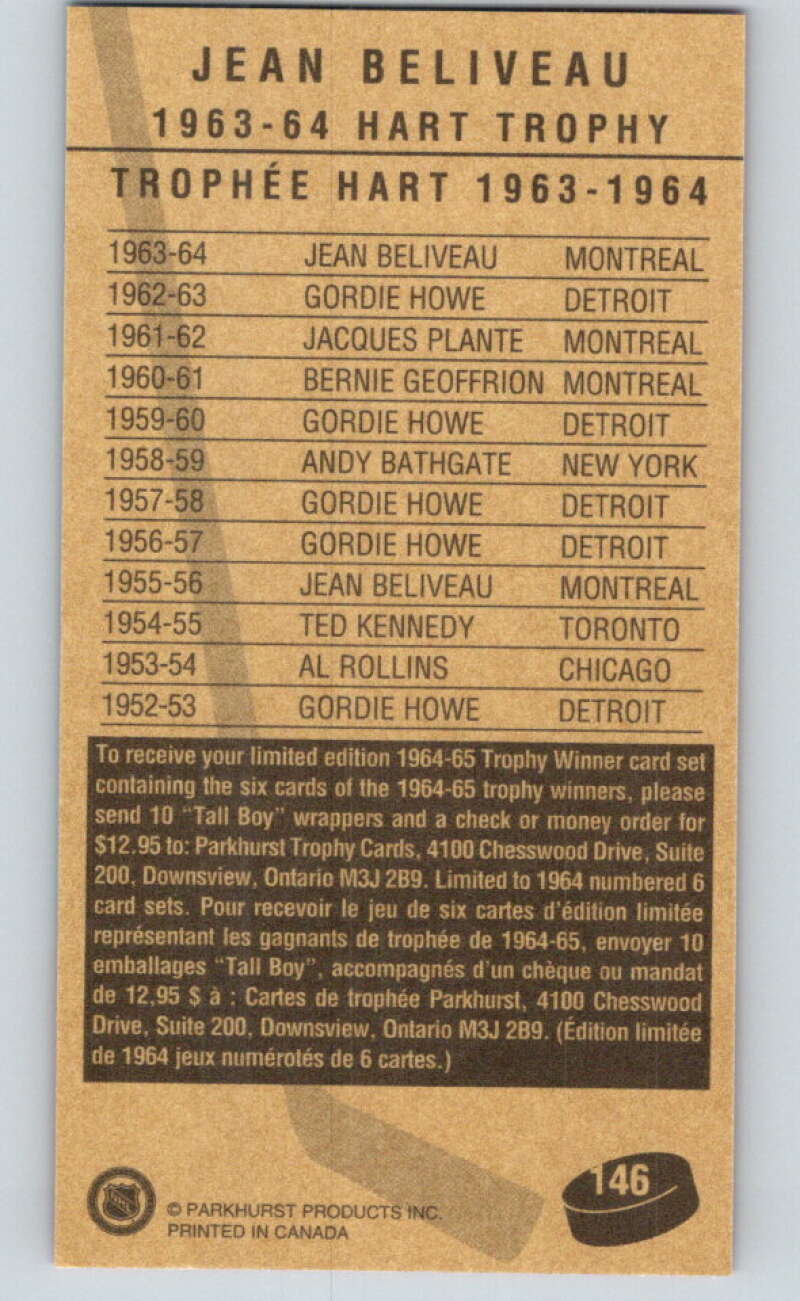 JEAN BELIVEAU
1963-64 HART TROPHY
TROPHÉE HART 1963-1964
1963-64 JEAN BELIVEAU MONTREAL
1962-63 GORDIE HOWE DETROIT
1961-62 JACQUES PLANTE MONTREAL
1960-61 BERNIE GEOFFRION MONTREAL
1959-60 GORDIE HOWE DETROIT
1958-59 ANDY BATHGATE NEW YORK
1957-58 GORDIE HOWE DETROIT
1956-57 GORDIE HOWE DETROIT
1955-56 JEAN BELIVEAU MONTREAL
1954-55 TED KENNEDY TORONTO
1953-54 AL ROLLINS CHICAGO
1952-53 GORDIE HOWE DETROIT
To receive your limited edition 1964-65 Trophy Winner card set
containing the six cards of the 1964-65 trophy winners, please
send 10 "Tall Boy" wrappers and a check or money order for
$12.95 to: Parkhurst Trophy Cards, 4100 Chesswood Drive, Suite
200, Downsview, Ontario M3J 2B9. Limited to 1964 numbered 6
card sets. Pour recevoir le jeu de six cartes d'édition limitée
représentant les gagnants de trophée de 1964-65, envoyer 10
emballages "Tall Boy", accompagnés d'un chèque ou mandat
de 12,95 $ à : Cartes de trophée Parkhurst, 4100 Chesswood
Drive, Suite 200, Downsview, Ontario M3J 2B9. (Édition limitée
de 1964 jeux numérotés de 6 cartes.)
146
© PARKHURST PRODUCTS INC.
PRINTED IN CANADA